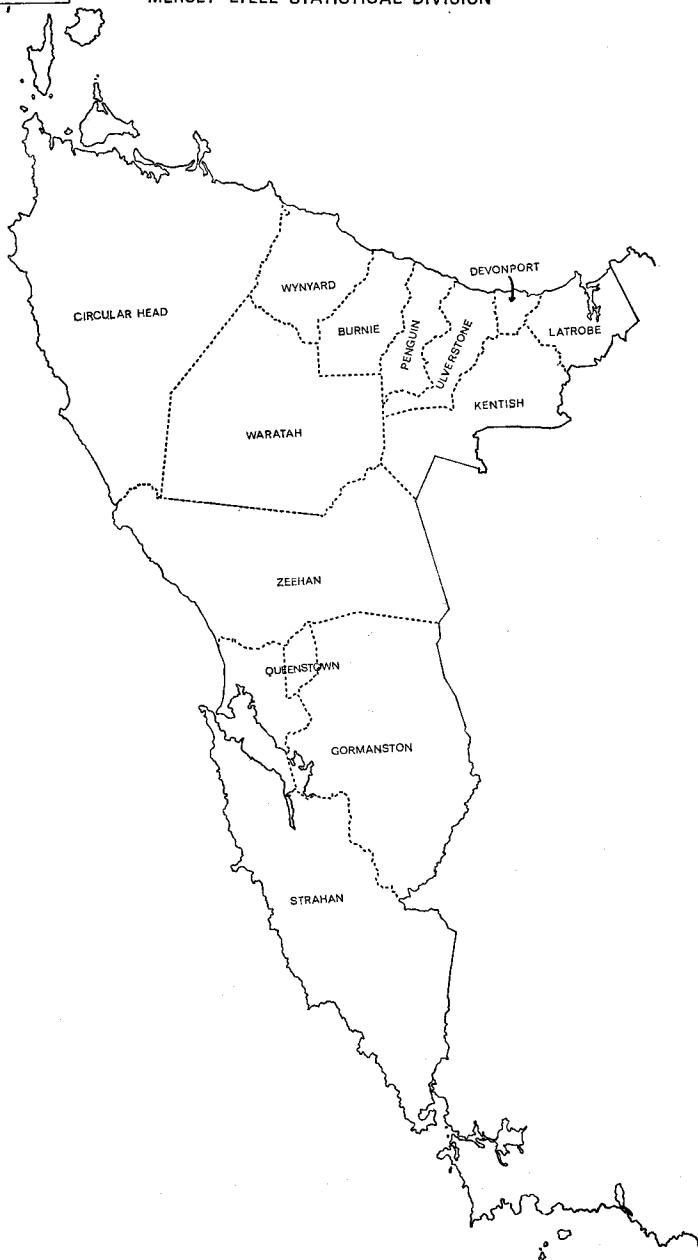 MERSEY-LYELL STATISTICAL DIVISION
DEVONPORT
WYNYARD
CIRCULAR HEAD
BURNIE
PENGUIN
ULVERSTONE
LATROBE
KENTISH
WARATAH
ZEEHAN
QUEENSTOWN
GORMANSTON
STRAHAN